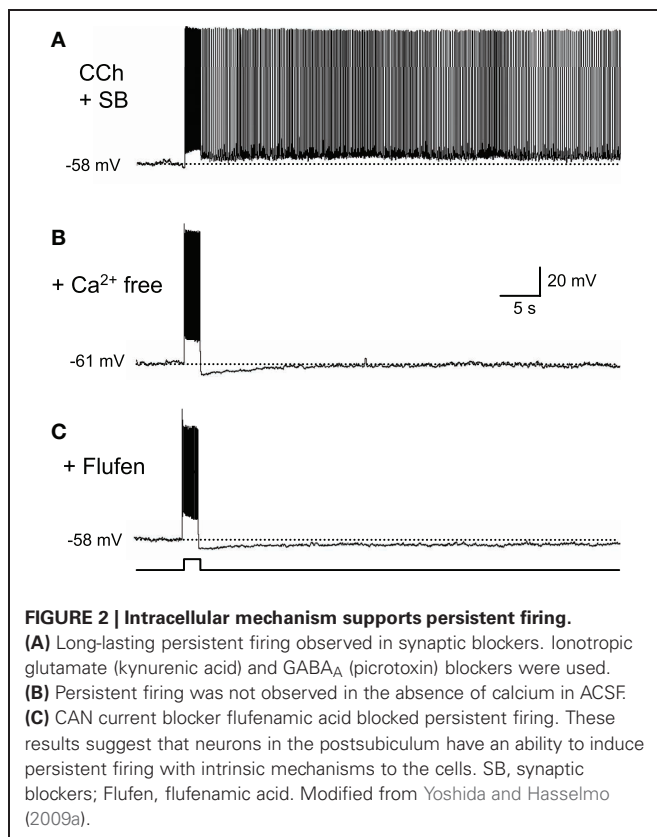 A
CCh
+ SB
-58 mV
B
+ Ca²⁺ free
20 mV
5 s
-61 mV
C
+ Flufen
-58 mV
FIGURE 2 | Intracellular mechanism supports persistent firing.
(A) Long-lasting persistent firing observed in synaptic blockers. Ionotropic
glutamate (kynurenic acid) and GABA_A (picrotoxin) blockers were used.
(B) Persistent firing was not observed in the absence of calcium in ACSF.
(C) CAN current blocker flufenamic acid blocked persistent firing. These
results suggest that neurons in the postsubiculum have an ability to induce
persistent firing with intrinsic mechanisms to the cells. SB, synaptic
blockers; Flufen, flufenamic acid. Modified from Yoshida and Hasselmo
(2009a).